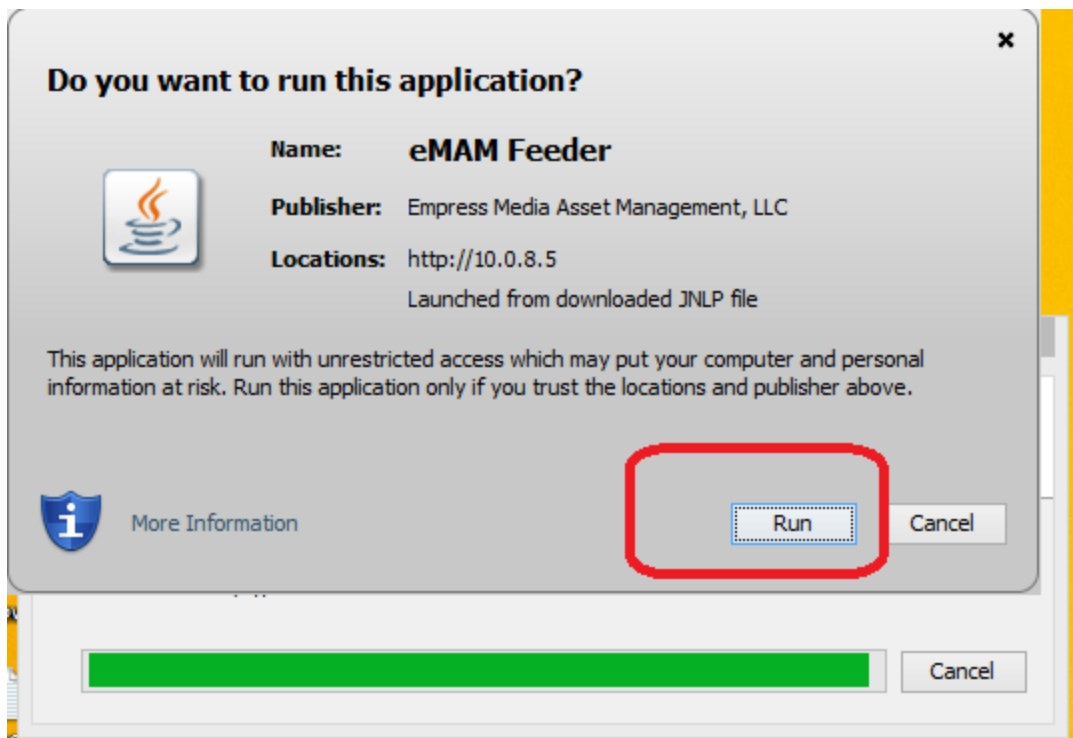 Do you want to run this application?
Name: eMAM Feeder
Publisher: Empress Media Asset Management, LLC
Locations: http://10.0.8.5
Launched from downloaded JNLP file
This application will run with unrestricted access which may put your computer and personal
information at risk. Run this application only if you trust the locations and publisher above.
More Information
Run
Cancel
Cancel